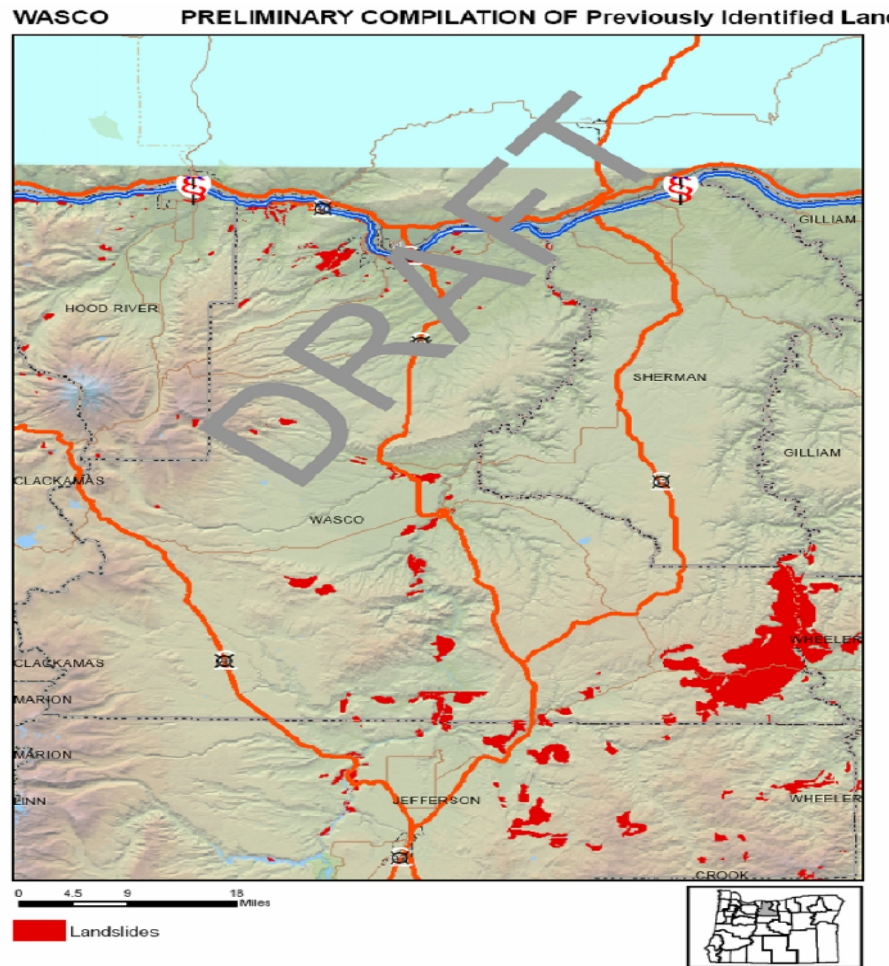 WASCO PRELIMINARY COMPILATION OF Previously Identified Lan
DRAFT
GILLIAM
HOOD RIVER
SHERMAN
GILLIAM
CLACKAMAS
WASCO
WHEELER
CLACKAMAS
MARION
MARION
LINN
JEFFERSON
WHEELER
CROOK
0 4.5 9 18
Miles
Landslides